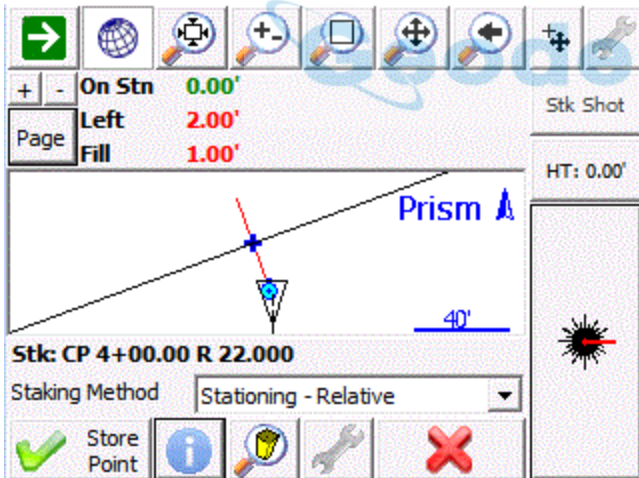 Geodo
+ - On Stn 0.00'
Page
Left 2.00'
Fill 1.00'
Stk Shot
HT: 0.00'
Prism
40'
Stk: CP 4+00.00 R 22.000
Staking Method Stationing - Relative
Store
Point